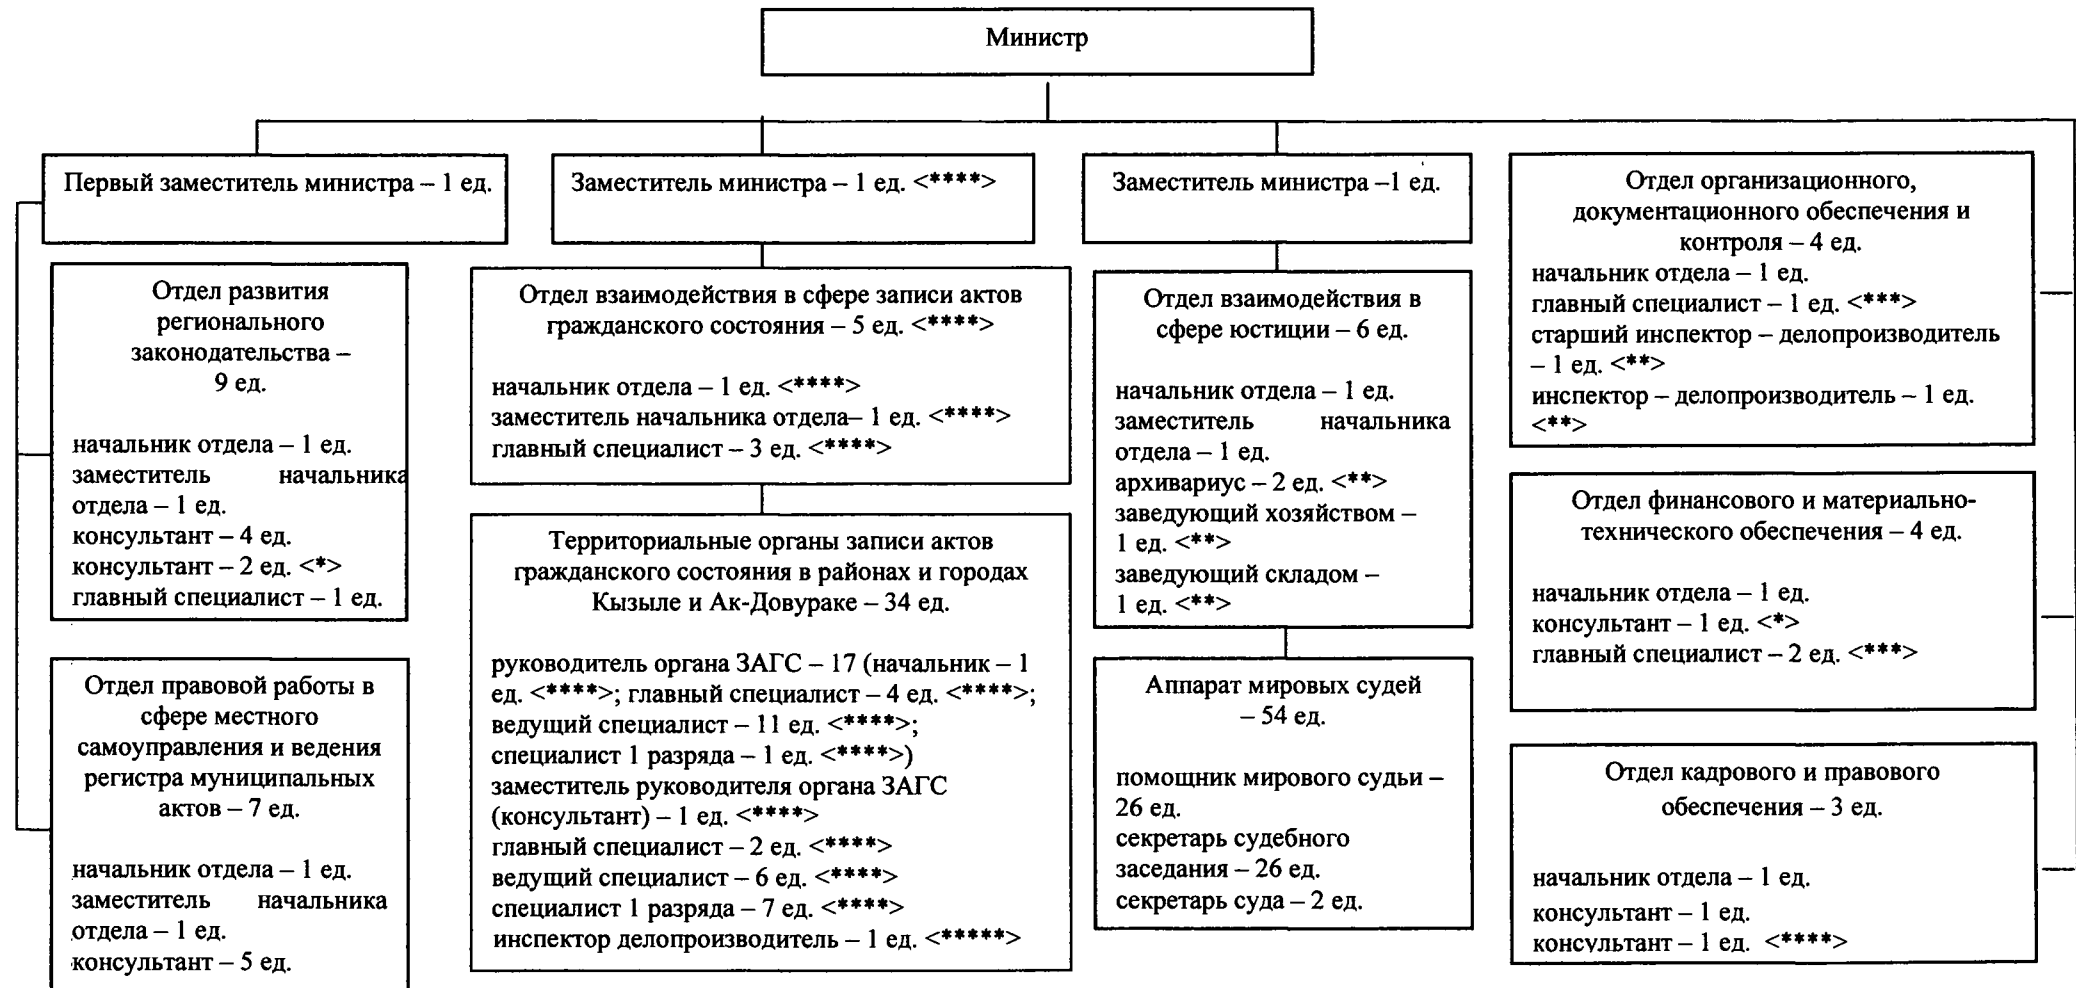 Министр
Первый заместитель министра – 1 ед.
Отдел развития
регионального
законодательства –
9 ед.
начальник отдела – 1 ед.
заместитель начальника
отдела – 1 ед.
консультант – 4 ед.
консультант – 2 ед. <*>
главный специалист – 1 ед.
Отдел правовой работы в
сфере местного
самоуправления и ведения
регистра муниципальных
актов – 7 ед.
начальник отдела – 1 ед.
заместитель начальника
отдела – 1 ед.
консультант – 5 ед.
Заместитель министра – 1 ед. <****>
Отдел взаимодействия в сфере записи актов
гражданского состояния – 5 ед. <****>
начальник отдела – 1 ед. <****>
заместитель начальника отдела– 1 ед. <****>
главный специалист – 3 ед. <****>
Территориальные органы записи актов
гражданского состояния в районах и городах
Кызыле и Ак-Довураке – 34 ед.
руководитель органа ЗАГС – 17 (начальник – 1
ед. <****>; главный специалист – 4 ед. <****>;
ведущий специалист – 11 ед. <****>;
специалист 1 разряда – 1 ед. <****>)
заместитель руководителя органа ЗАГС
(консультант) – 1 ед. <****>
главный специалист – 2 ед. <****>
ведущий специалист – 6 ед. <****>
специалист 1 разряда – 7 ед. <****>
инспектор делопроизводитель – 1 ед. <*****>
Заместитель министра –1 ед.
Отдел взаимодействия в
сфере юстиции – 6 ед.
начальник отдела – 1 ед.
заместитель начальника
отдела – 1 ед.
архивариус – 2 ед. <**>
заведующий хозяйством –
1 ед. <**>
заведующий складом –
1 ед. <**>
Аппарат мировых судей
– 54 ед.
помощник мирового судьи –
26 ед.
секретарь судебного
заседания – 26 ед.
секретарь суда – 2 ед.
Отдел организационного,
документационного обеспечения и
контроля – 4 ед.
начальник отдела – 1 ед.
главный специалист – 1 ед. <***>
старший инспектор – делопроизводитель
– 1 ед. <**>
инспектор – делопроизводитель – 1 ед.
<**>
Отдел финансового и материально-
технического обеспечения – 4 ед.
начальник отдела – 1 ед.
консультант – 1 ед. <*>
главный специалист – 2 ед. <***>
Отдел кадрового и правового
обеспечения – 3 ед.
начальник отдела – 1 ед.
консультант – 1 ед.
консультант – 1 ед. <****>